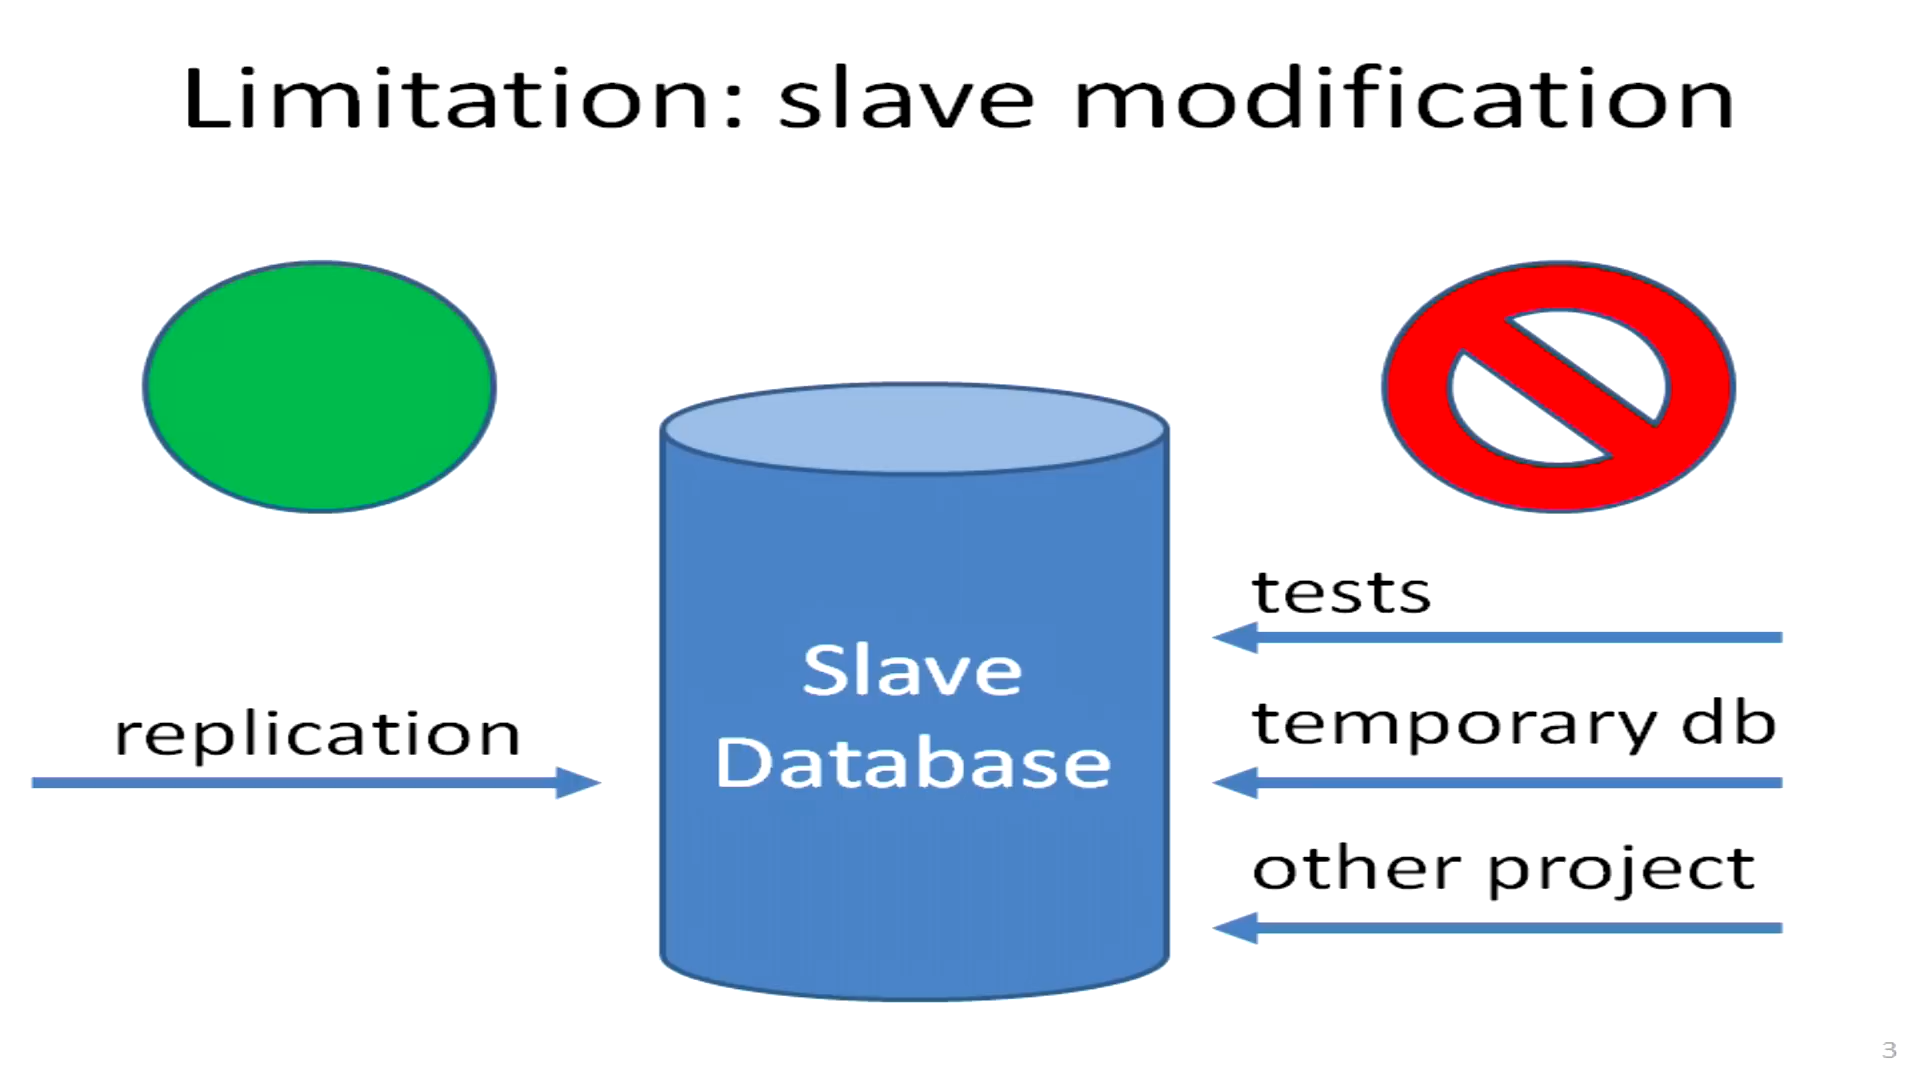 Limitation: slave modification
replication
Slave
Database
tests
temporary db
other project
3